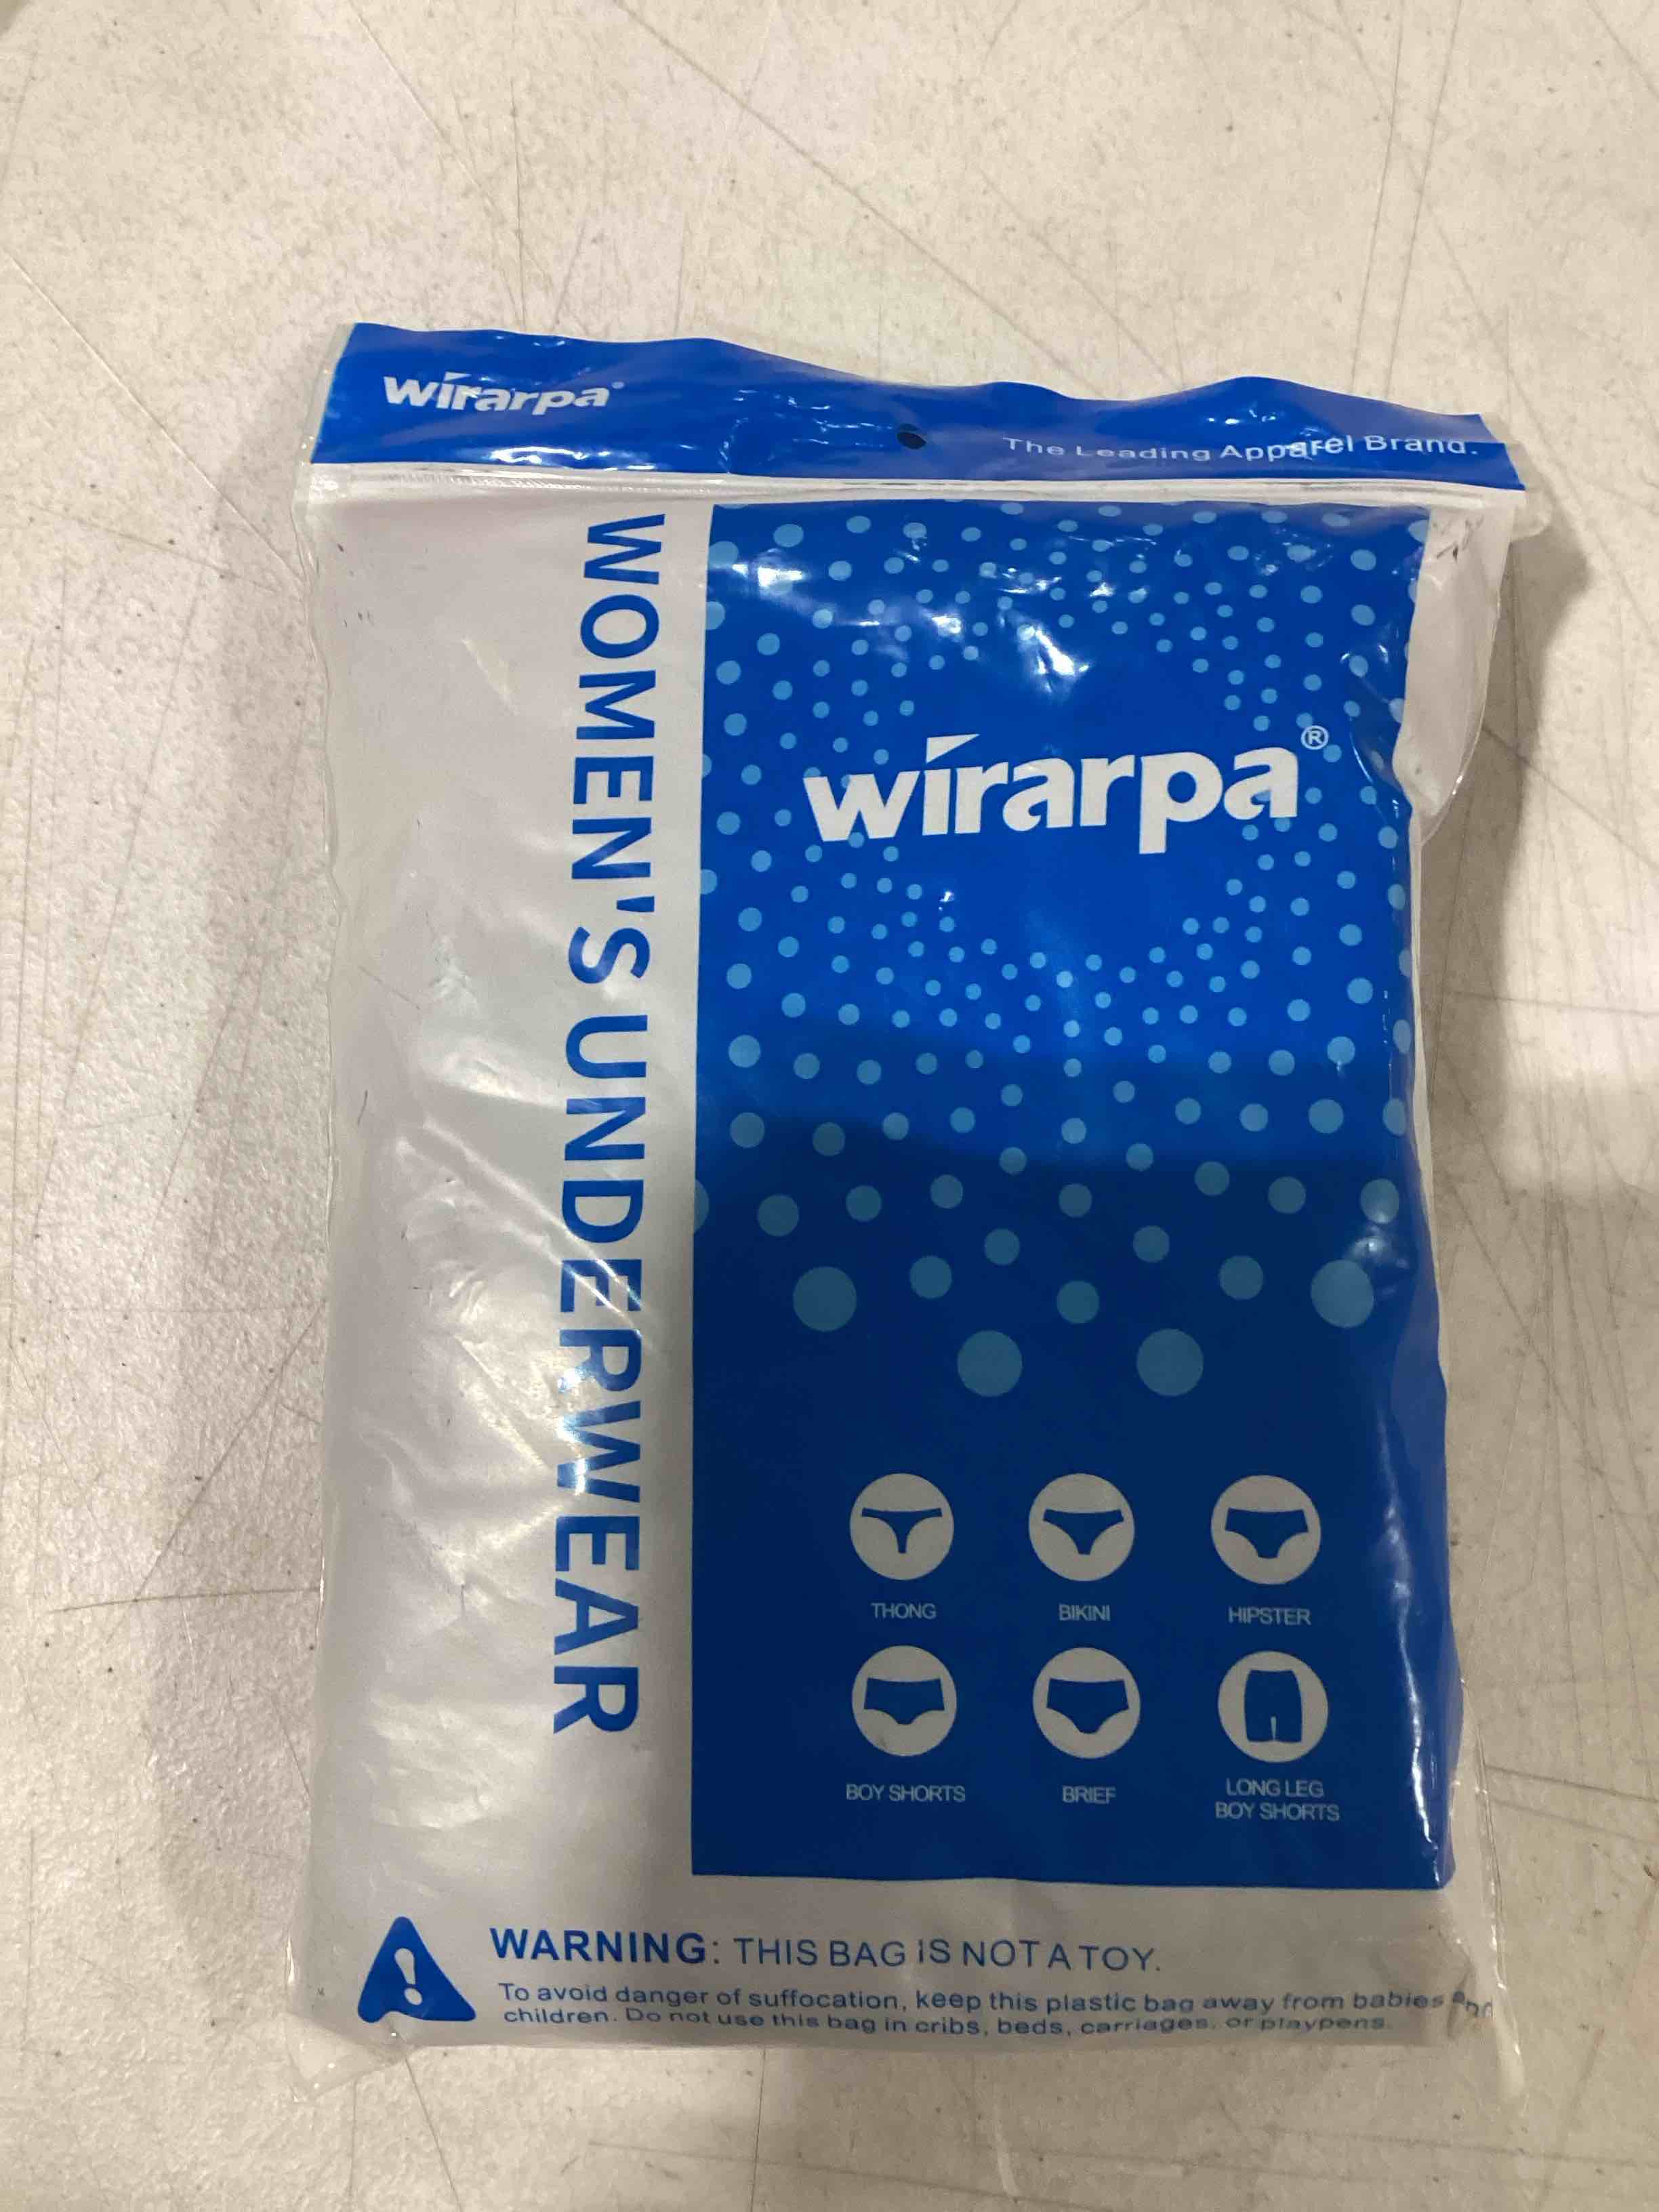 wirarpa
The Leading Apparel Brand.
WOMEN'S UNDERWEAR
wirarpa®
THONG
BIKINI
HIPSTER
BOY SHORTS
BRIEF
LONG LEG
BOY SHORTS
WARNING: THIS BAG IS NOT A TOY.
To avoid danger of suffocation, keep this plastic bag away from babies and
children. Do not use this bag in cribs, beds, carriages, or playpens.